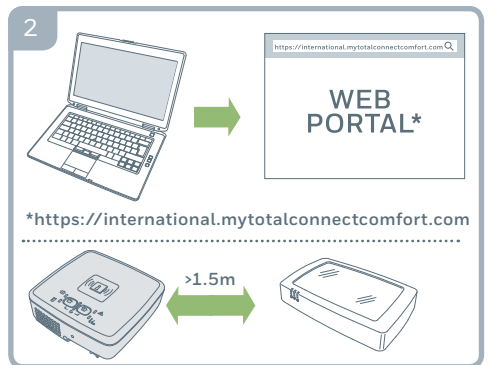 2
https://international.mytotalconnectcomfort.com
WEB
PORTAL*
*https://international.mytotalconnectcomfort.com
>1.5m